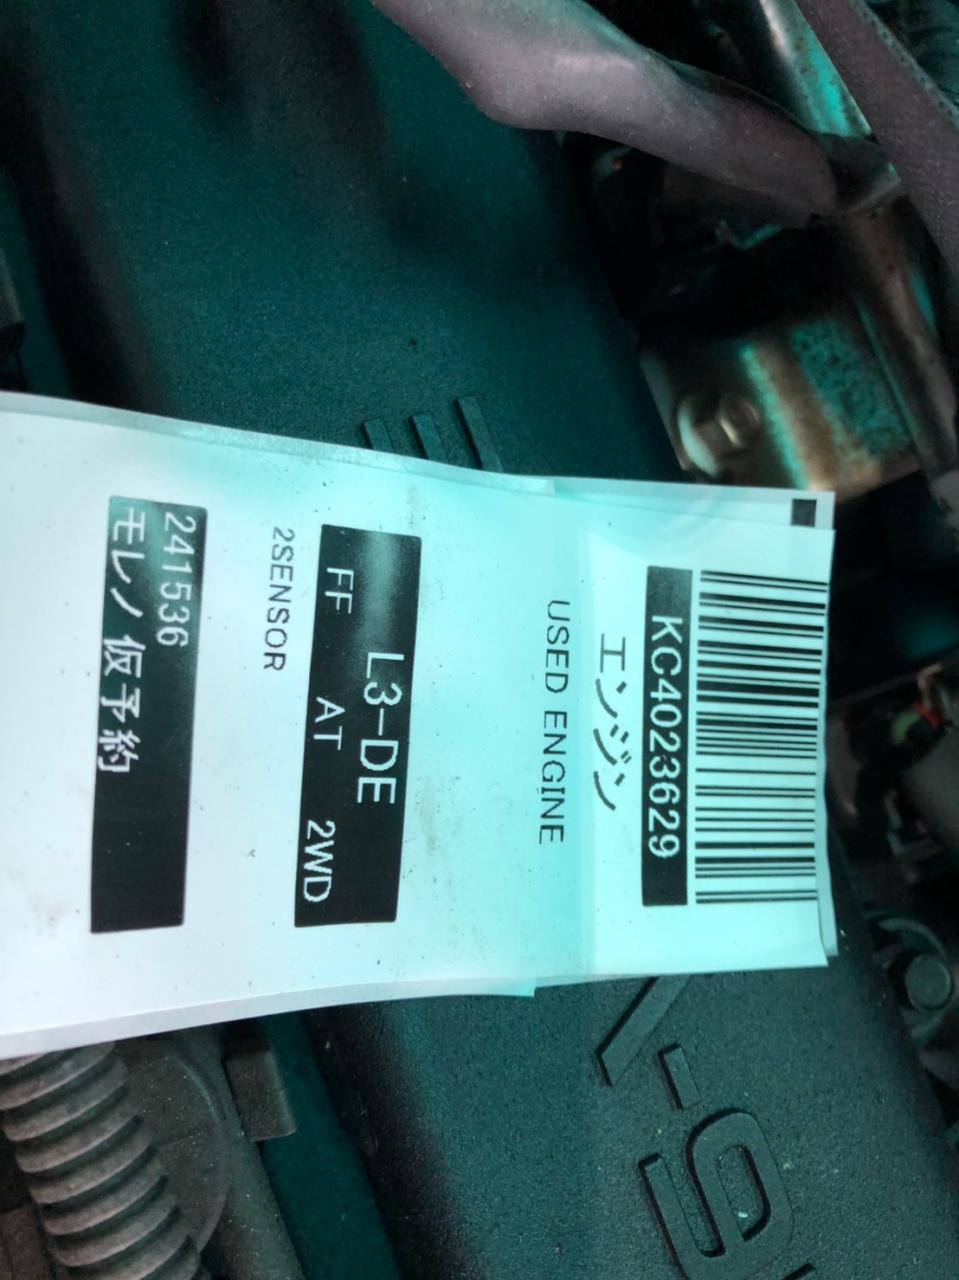 KC4023629
エンジン
USED ENGINE
L3-DE
FF AT 2WD
2SENSOR
241536
モレノ 仮予約